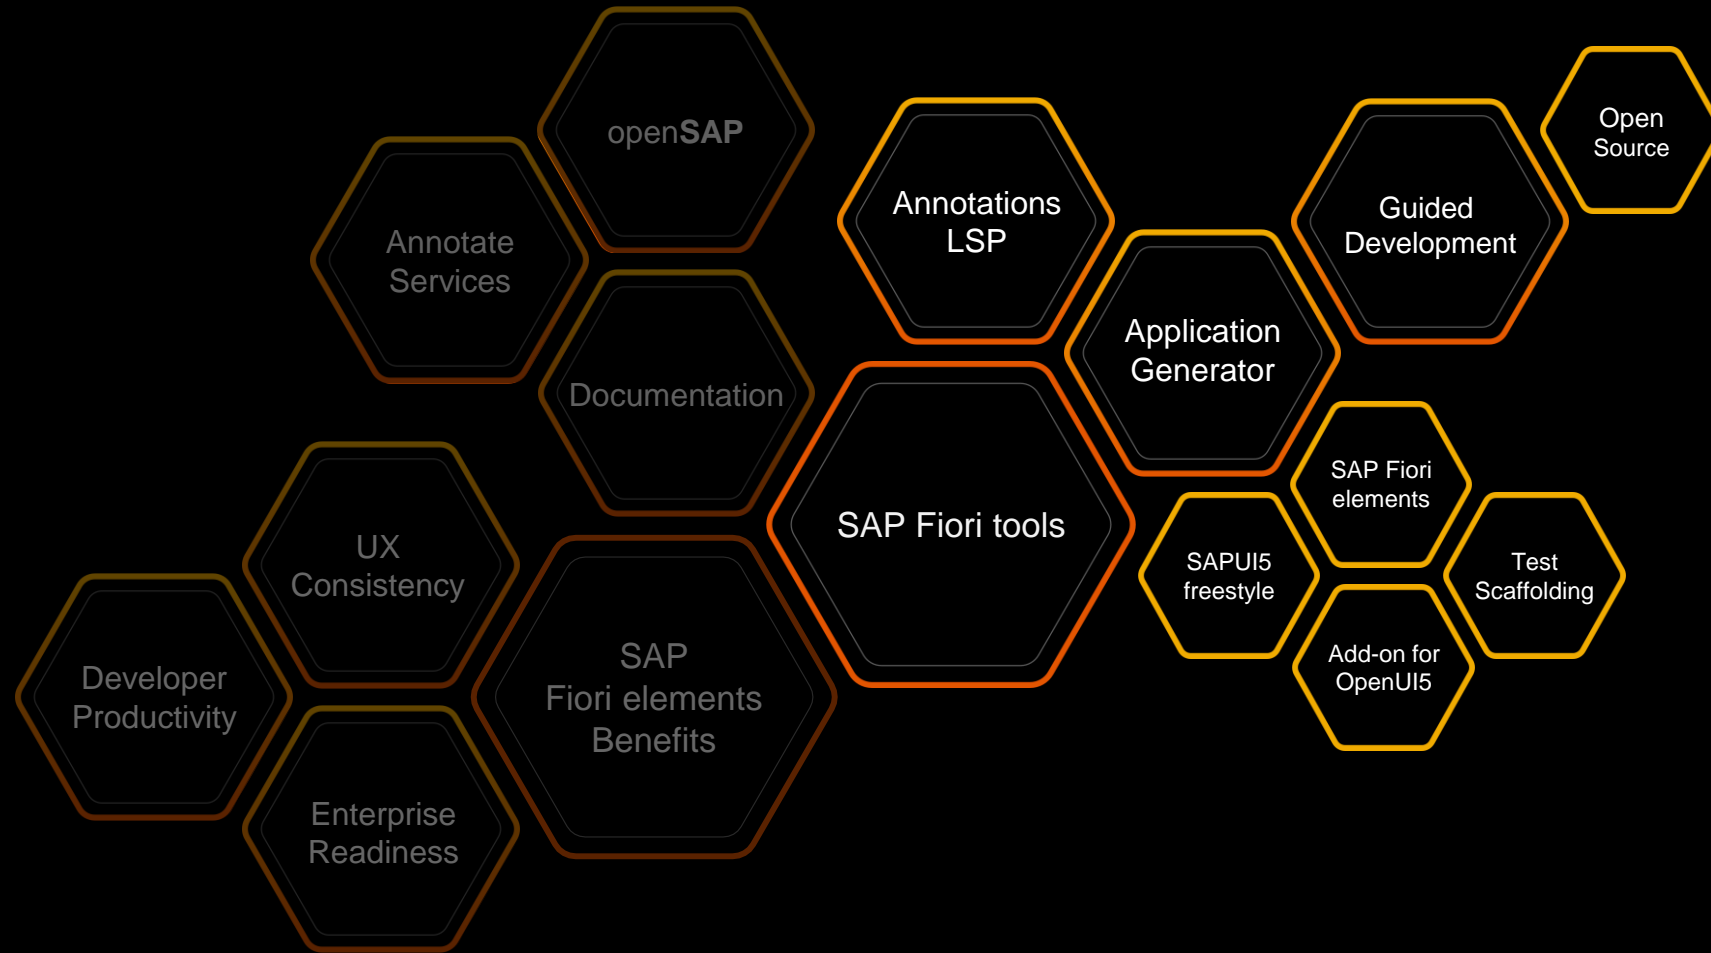 openSAP
Annotate
Services
Documentation
UX
Consistency
Developer
Productivity
Enterprise
Readiness
SAP
Fiori elements
Benefits
SAP Fiori tools
Annotations
LSP
Application
Generator
Guided
Development
Open
Source
SAP Fiori
elements
SAPUI5
freestyle
Test
Scaffolding
Add-on for
OpenUI5